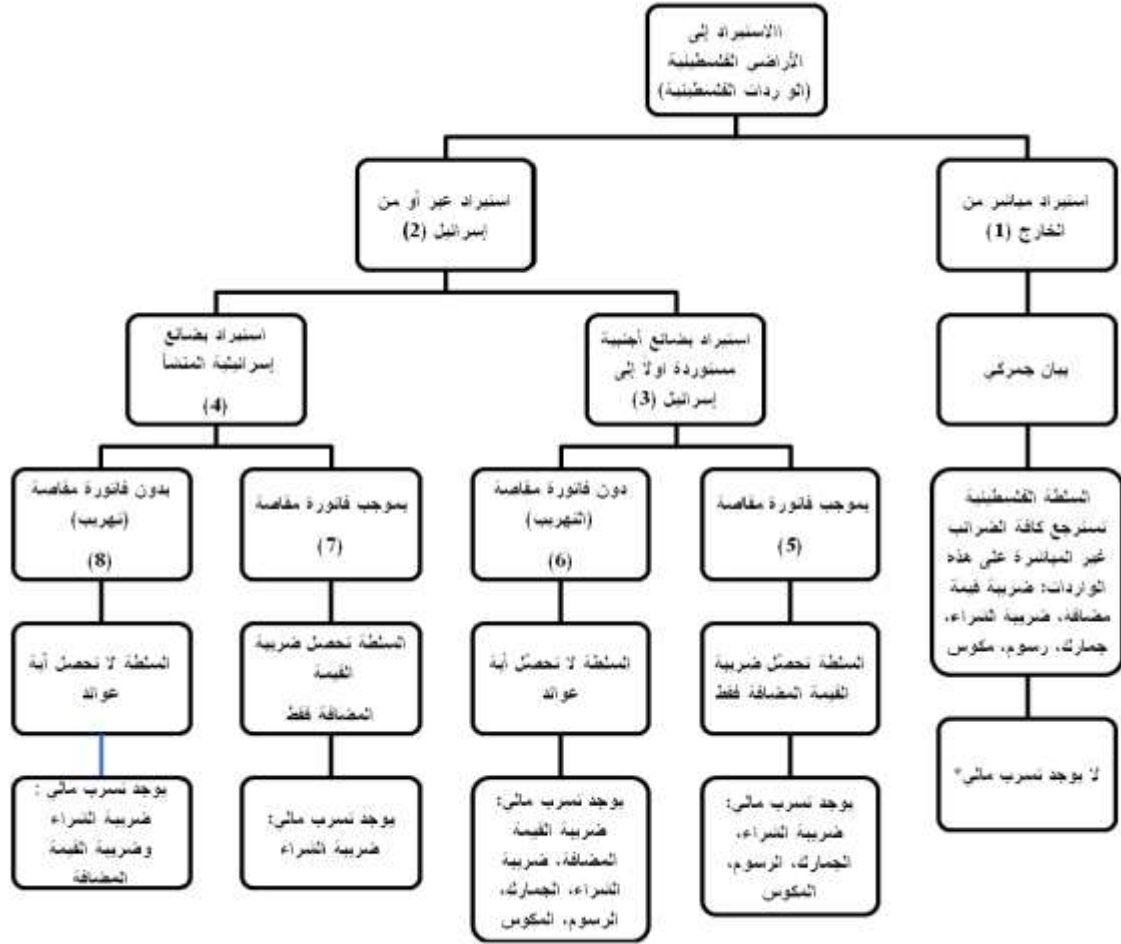 االاستيراد إلى
الأراضي الفلسطينية
(الو ردات الفلسطينية)
استيراد مباشر من
الخارج (1)
استيراد عبر أو من
إسرائيل (2)
بيان جمركي
استيراد بضائع أجنبية
مستوردة اولا إلى
إسرائيل (3)
استيراد بضائع
إسرائيلية المنشأ
(4)
السلطة الفلسطينية
تسترجع كافة الضرائب
غير المباشرة على هذه
الواردات: ضريبة قيمة
مضافة، ضريبة الشراء،
جمارك، رسوم، مكوس
بموجب فاتورة مقاصة
(5)
دون فاتورة مقاصة
(التهريب)
(6)
بموجب فاتورة مقاصة
(7)
بدون فاتورة مقاصة
(تهريب)
(8)
السلطة تحصّل ضريبة
القيمة المضافة فقط
السلطة لا تحصّل أية
عوائد
السلطة تحصل ضريبة
القيمة
المضافة فقط
السلطة لا تحصل أية
عوائد
لا يوجد تسرب مالي*
يوجد تسرب مالي:
ضريبة الشراء،
الجمارك، الرسوم،
المكوس
يوجد تسرب مالي:
ضريبة القيمة
المضافة، ضريبة
الشراء، الجمارك،
الرسوم، المكوس
يوجد تسرب مالي:
ضريبة الشراء
يوجد تسرب مالي :
ضريبة الشراء
وضريبة القيمة
المضافة